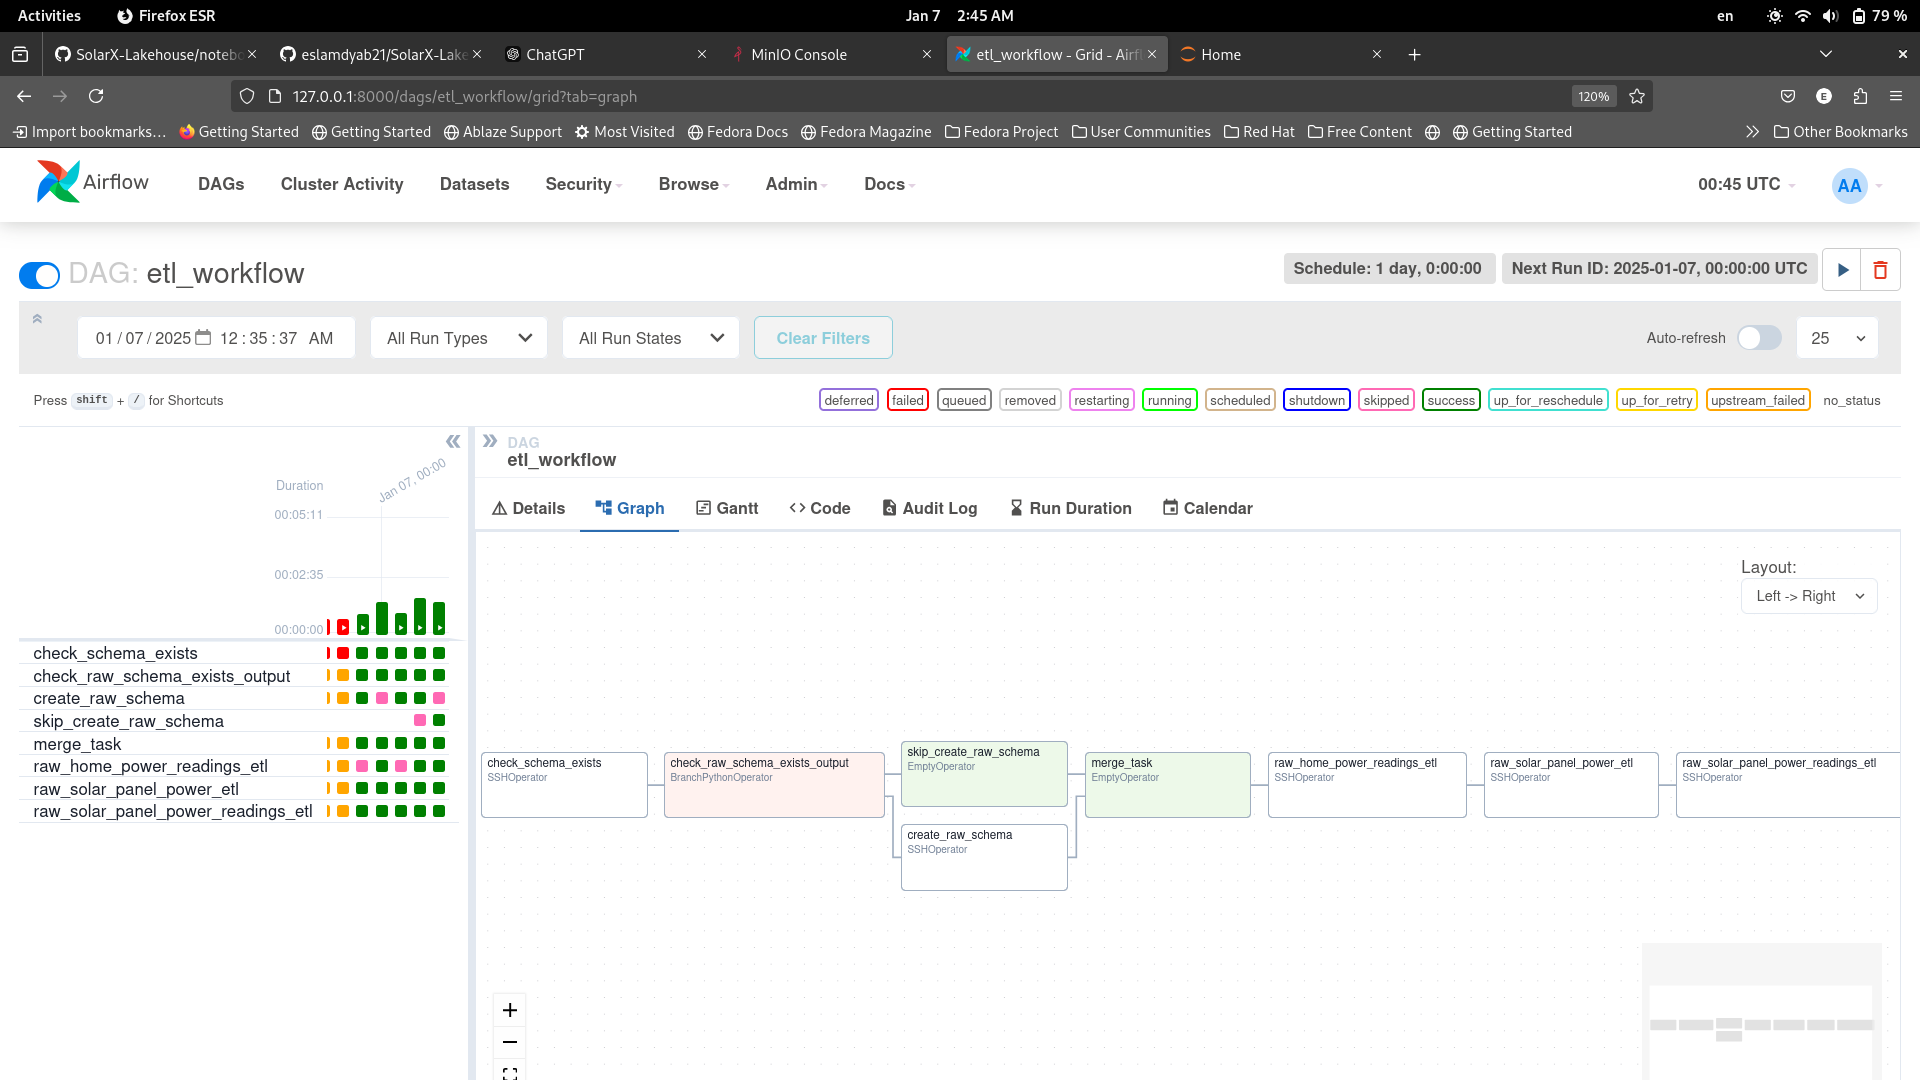 Activities Firefox ESR Jan 7 2:45 AM en 79 %
SolarX-Lakehouse/notebo eslamdyab21/SolarX-Lake ChatGPT MinIO Console etl_workflow - Grid - Airfl Home
127.0.0.1:8000/dags/etl_workflow/grid?tab=graph 120% E
Import bookmarks... Getting Started Getting Started Ablaze Support Most Visited Fedora Docs Fedora Magazine Fedora Project User Communities Red Hat Free Content Getting Started Other Bookmarks
Airflow DAGs Cluster Activity Datasets Security Browse Admin Docs 00:45 UTC AA
DAG: etl_workflow Schedule: 1 day, 0:00:00 Next Run ID: 2025-01-07, 00:00:00 UTC
01 / 07 / 2025 12 : 35 : 37 AM All Run Types All Run States Clear Filters Auto-refresh 25
Press shift + / for Shortcuts deferred failed queued removed restarting running scheduled shutdown skipped success up_for_reschedule up_for_retry upstream_failed no_status
DAG
etl_workflow
Jan 07, 00:00
Duration
00:05:11
00:02:35
00:00:00
Details Graph Gantt Code Audit Log Run Duration Calendar
check_schema_exists
check_raw_schema_exists_output
create_raw_schema
skip_create_raw_schema
merge_task
raw_home_power_readings_etl
raw_solar_panel_power_etl
raw_solar_panel_power_readings_etl
Layout:
Left -> Right
check_schema_exists
SSHOperator
check_raw_schema_exists_output
BranchPythonOperator
skip_create_raw_schema
EmptyOperator
create_raw_schema
SSHOperator
merge_task
EmptyOperator
raw_home_power_readings_etl
SSHOperator
raw_solar_panel_power_etl
SSHOperator
raw_solar_panel_power_readings_etl
SSHOperator